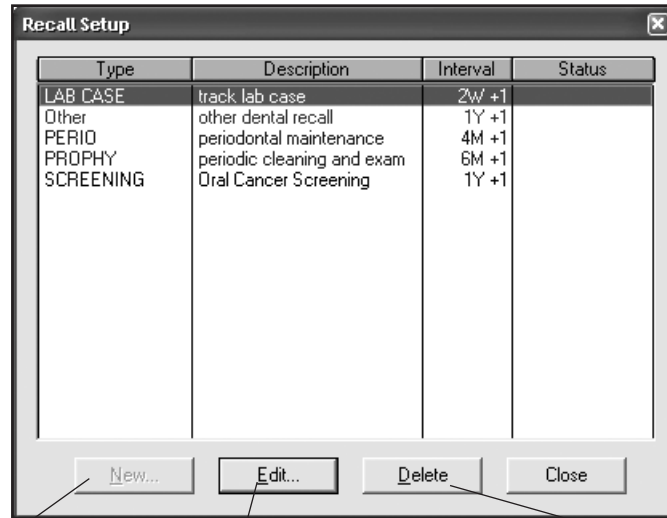 Recall Setup
Type Description Interval Status
LAB CASE track lab case 2W +1
Other other dental recall 1Y +1
PERIO periodontal maintenance 4M +1
PROPHY periodic cleaning and exam 6M +1
SCREENING Oral Cancer Screening 1Y +1
New... Edit... Delete Close